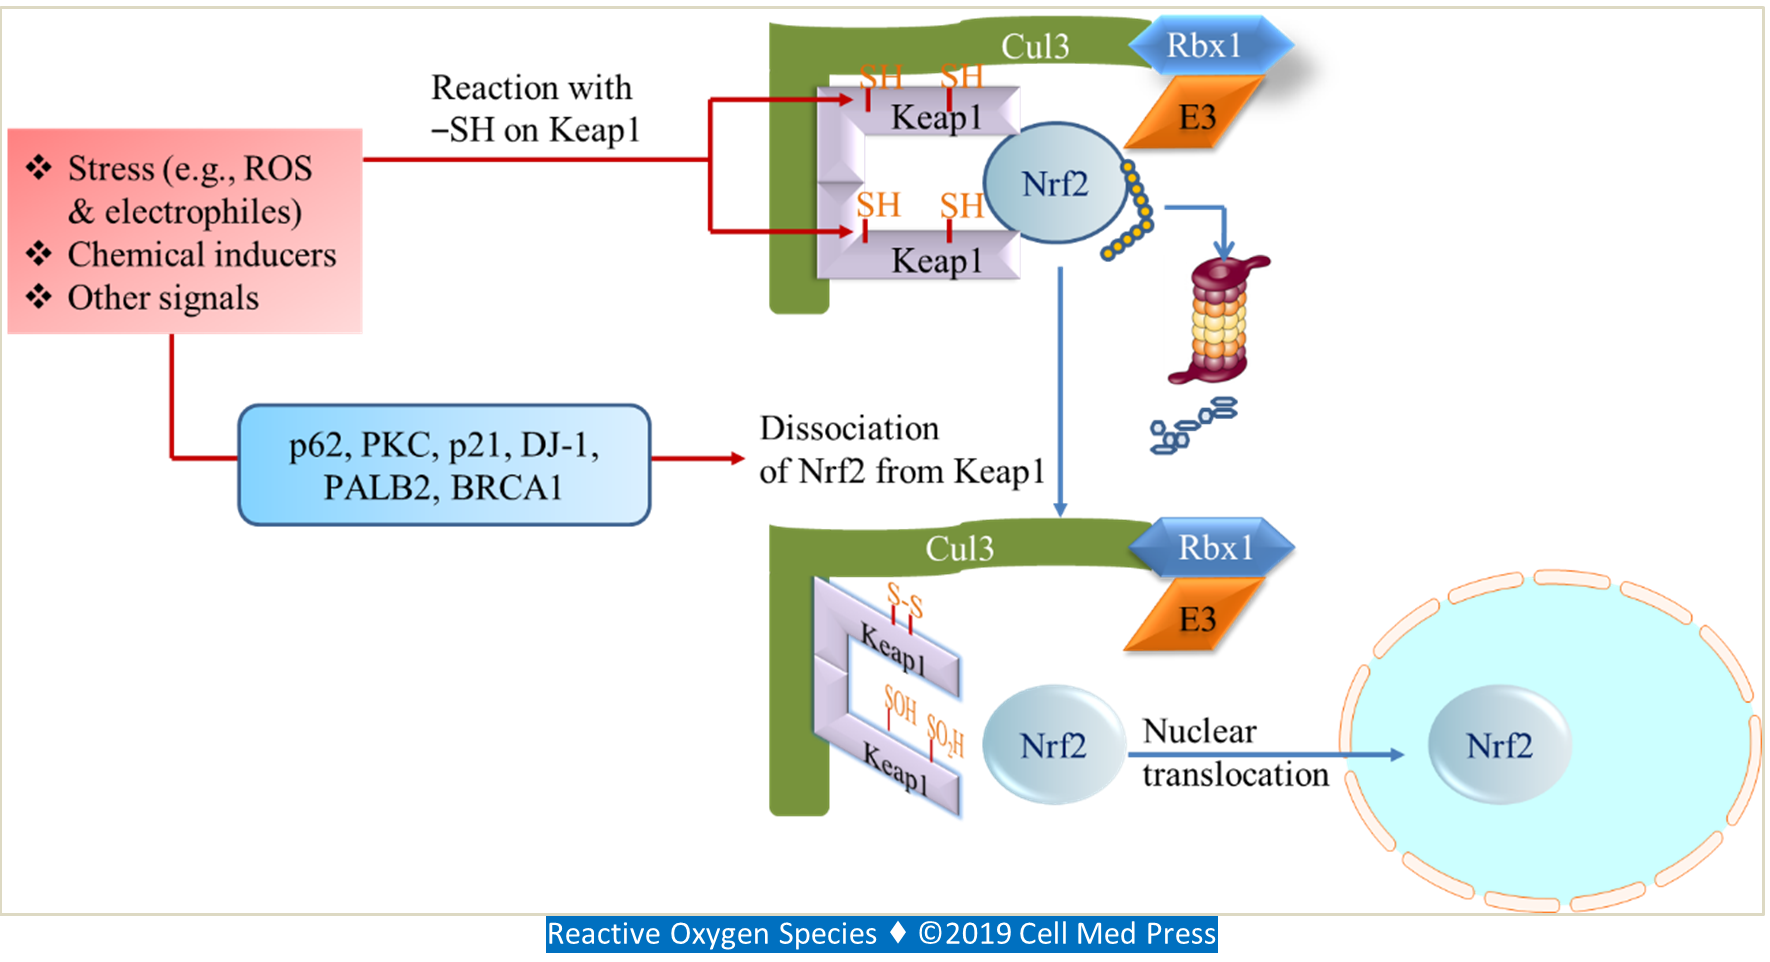 Cul3
Rbx1
E3
Reaction with
–SH on Keap1
SH
SH
Keap1
Nrf2
SH
SH
Keap1
❖ Stress (e.g., ROS
& electrophiles)
❖ Chemical inducers
❖ Other signals
p62, PKC, p21, DJ-1,
PALB2, BRCA1
Dissociation
of Nrf2 from Keap1
Cul3
Rbx1
E3
S-S
Keap1
SOH
SO₂H
Keap1
Nrf2
Nuclear
translocation
Nrf2
Reactive Oxygen Species ♦ ©2019 Cell Med Press